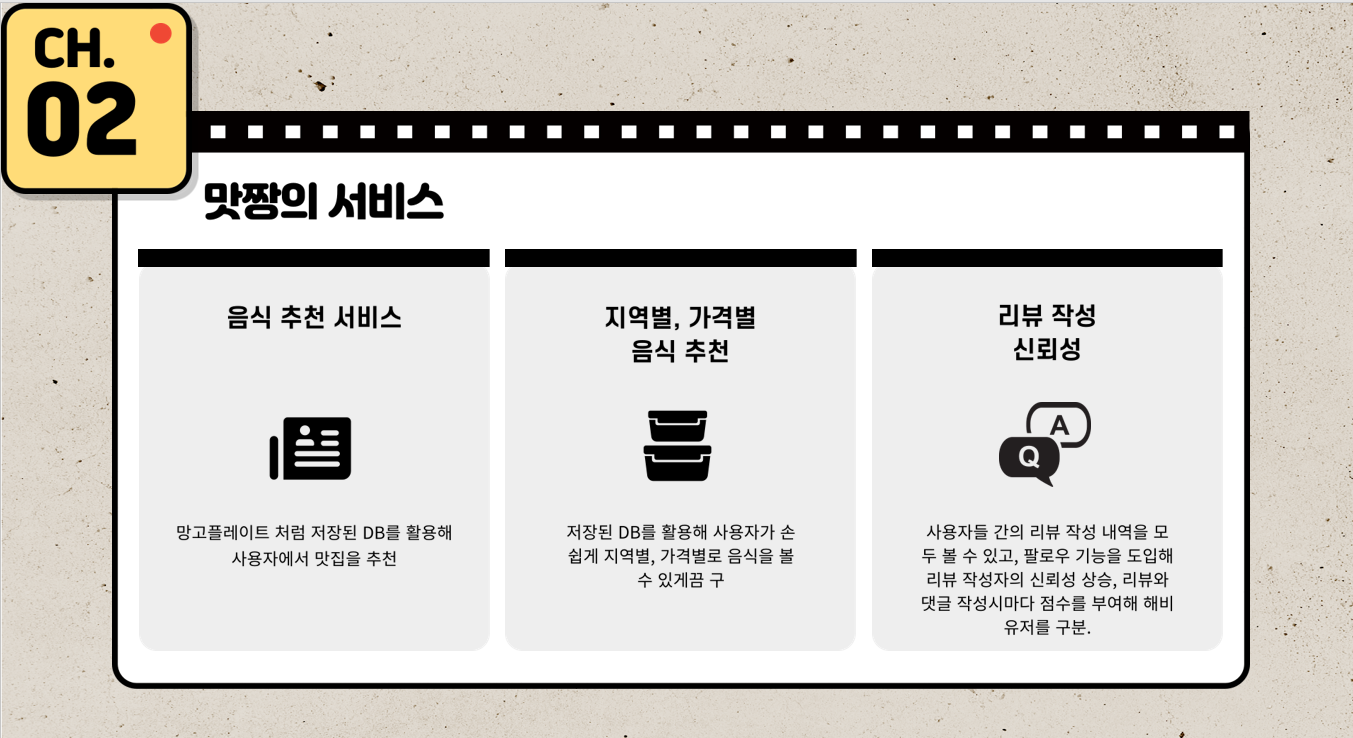 CH.
02
맛짱의 서비스
음식 추천 서비스
망고플레이트 처럼 저장된 DB를 활용해
사용자에서 맛집을 추천
지역별, 가격별
음식 추천
저장된 DB를 활용해 사용자가 손
쉽게 지역별, 가격별로 음식을 볼
수 있게끔 구
리뷰 작성
신뢰성
A
Q
사용자들 간의 리뷰 작성 내역을 모
두 볼 수 있고, 팔로우 기능을 도입해
리뷰 작성자의 신뢰성 상승, 리뷰와
댓글 작성시마다 점수를 부여해 해비
유저를 구분.